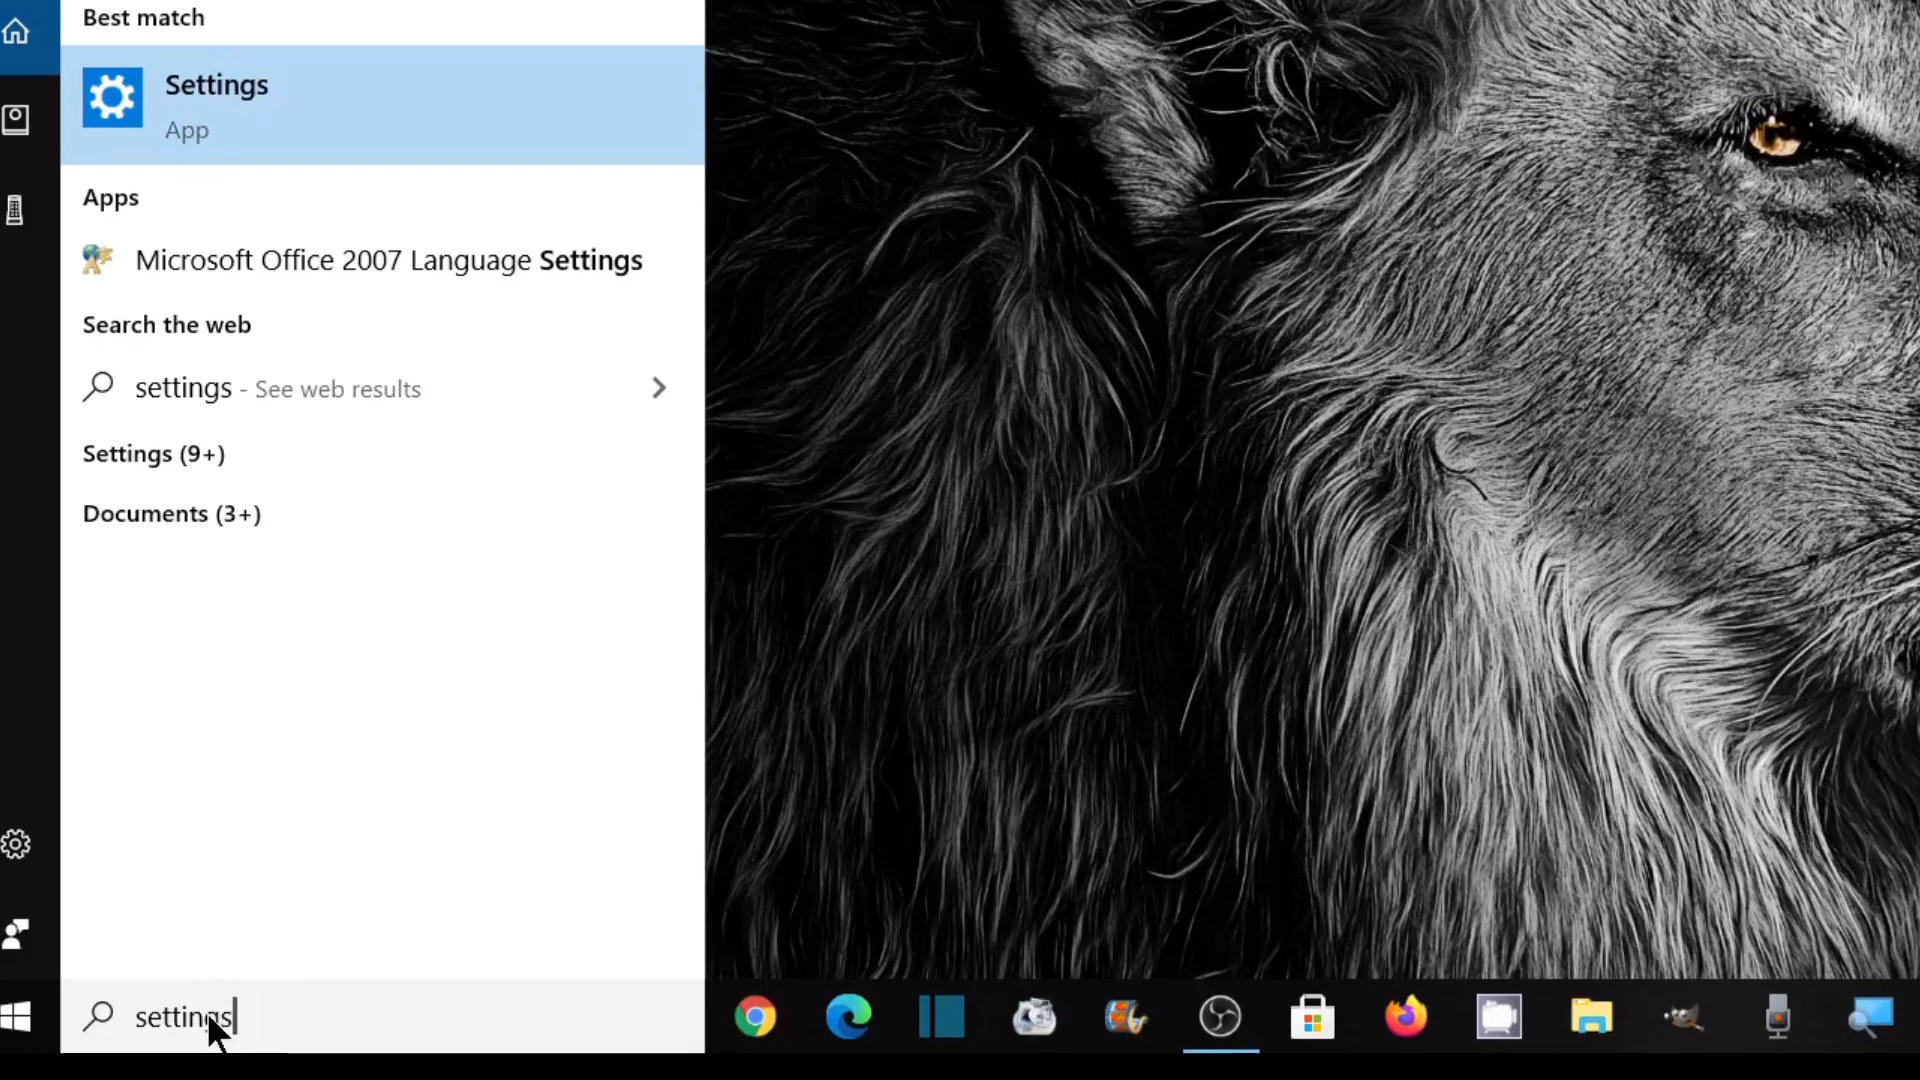 Best match
Settings
App
Apps
Microsoft Office 2007 Language Settings
Search the web
settings - See web results
Settings (9+)
Documents (3+)
settings